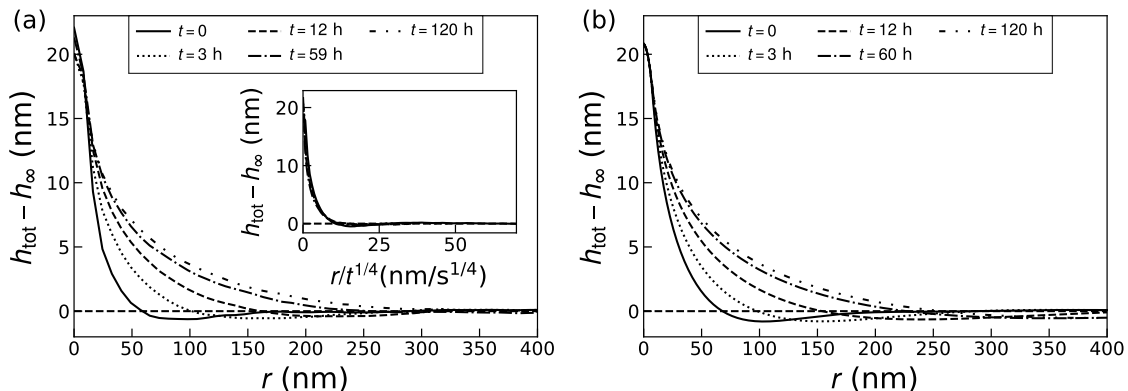 (a)
t = 0
t = 12 h
t = 120 h
t = 3 h
t = 59 h
20
15
10
5
0
h_tot − h_∞ (nm)
0 50 100 150 200 250 300 350 400
r (nm)
20
10
0
h_tot − h_∞ (nm)
0 25 50
r/t^1/4(nm/s^1/4)
(b)
t = 0
t = 12 h
t = 120 h
t = 3 h
t = 60 h
20
15
10
5
0
h_tot − h_∞ (nm)
0 50 100 150 200 250 300 350 400
r (nm)